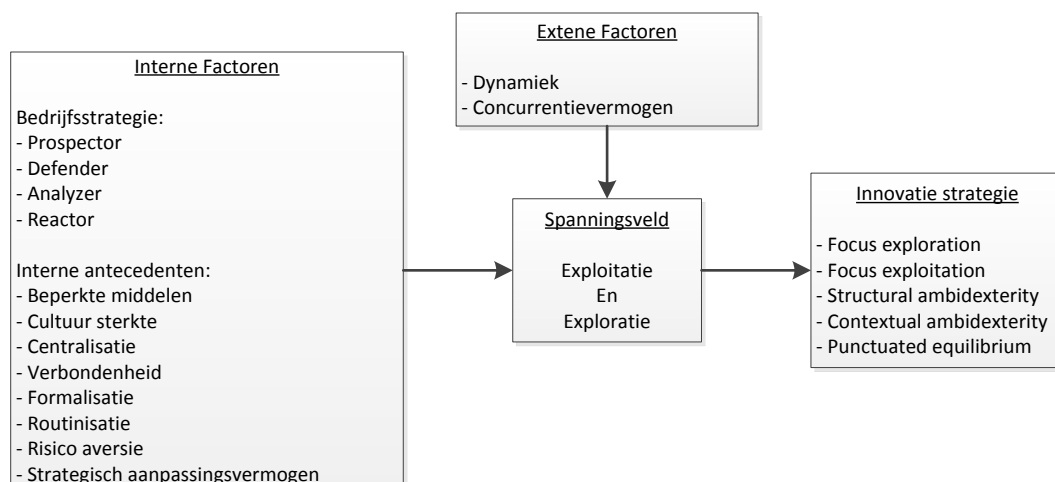 Interne Factoren
Bedrijfsstrategie:
- Prospector
- Defender
- Analyzer
- Reactor
Interne antecedenten:
- Beperkte middelen
- Cultuur sterkte
- Centralisatie
- Verbondenheid
- Formalisatie
- Routinisatie
- Risico aversie
- Strategisch aanpassingsvermogen
Extene Factoren
- Dynamiek
- Concurrentievermogen
Spanningsveld
Exploitatie
En
Exploratie
Innovatie strategie
- Focus exploration
- Focus exploitation
- Structural ambidexterity
- Contextual ambidexterity
- Punctuated equilibrium